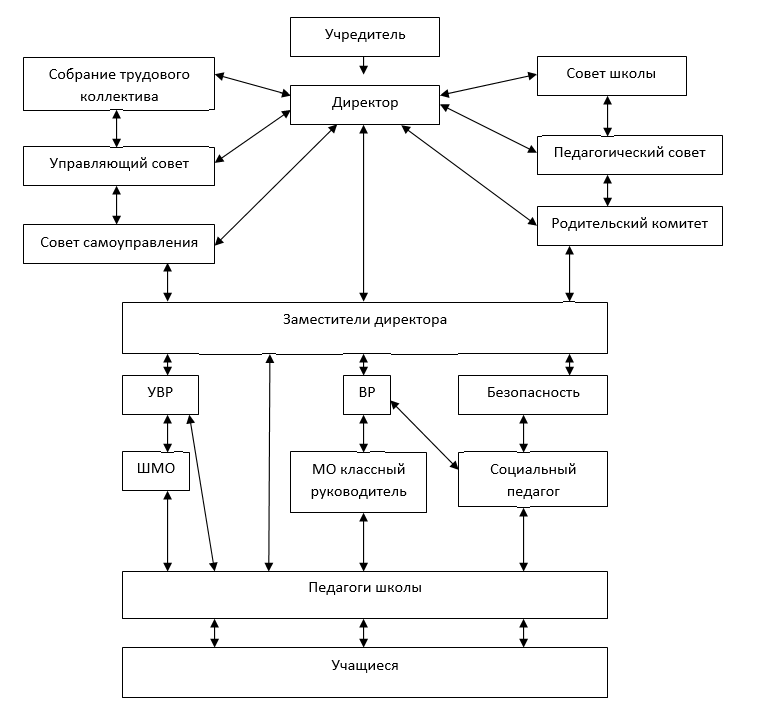 Учредитель
Собрание трудового
коллектива
Директор
Совет школы
Управляющий совет
Педагогический совет
Совет самоуправления
Родительский комитет
Заместители директора
УВР
ВР
Безопасность
ШМО
МО классный
руководитель
Социальный
педагог
Педагоги школы
Учащиеся